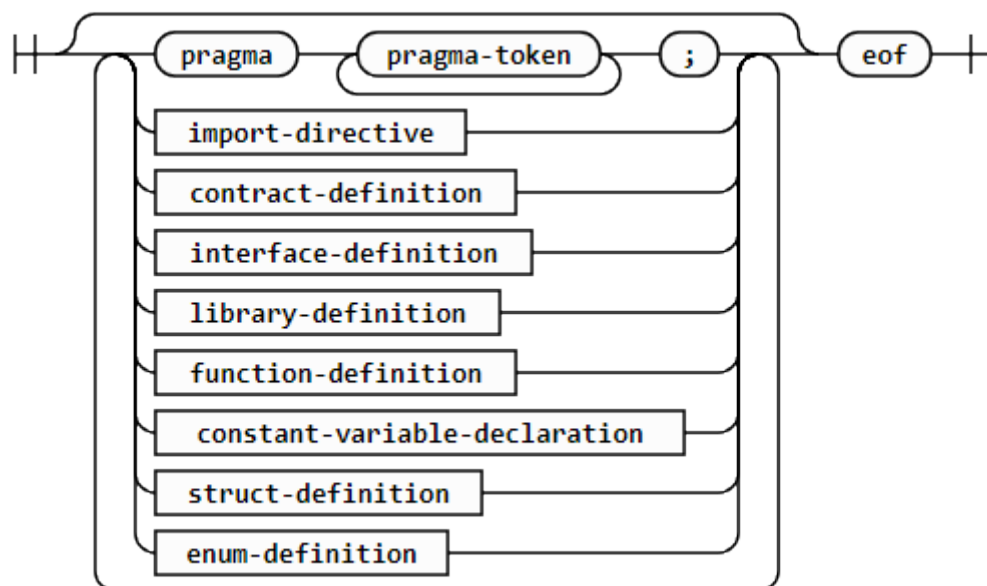 pragma pragma-token ; eof
import-directive
contract-definition
interface-definition
library-definition
function-definition
constant-variable-declaration
struct-definition
enum-definition